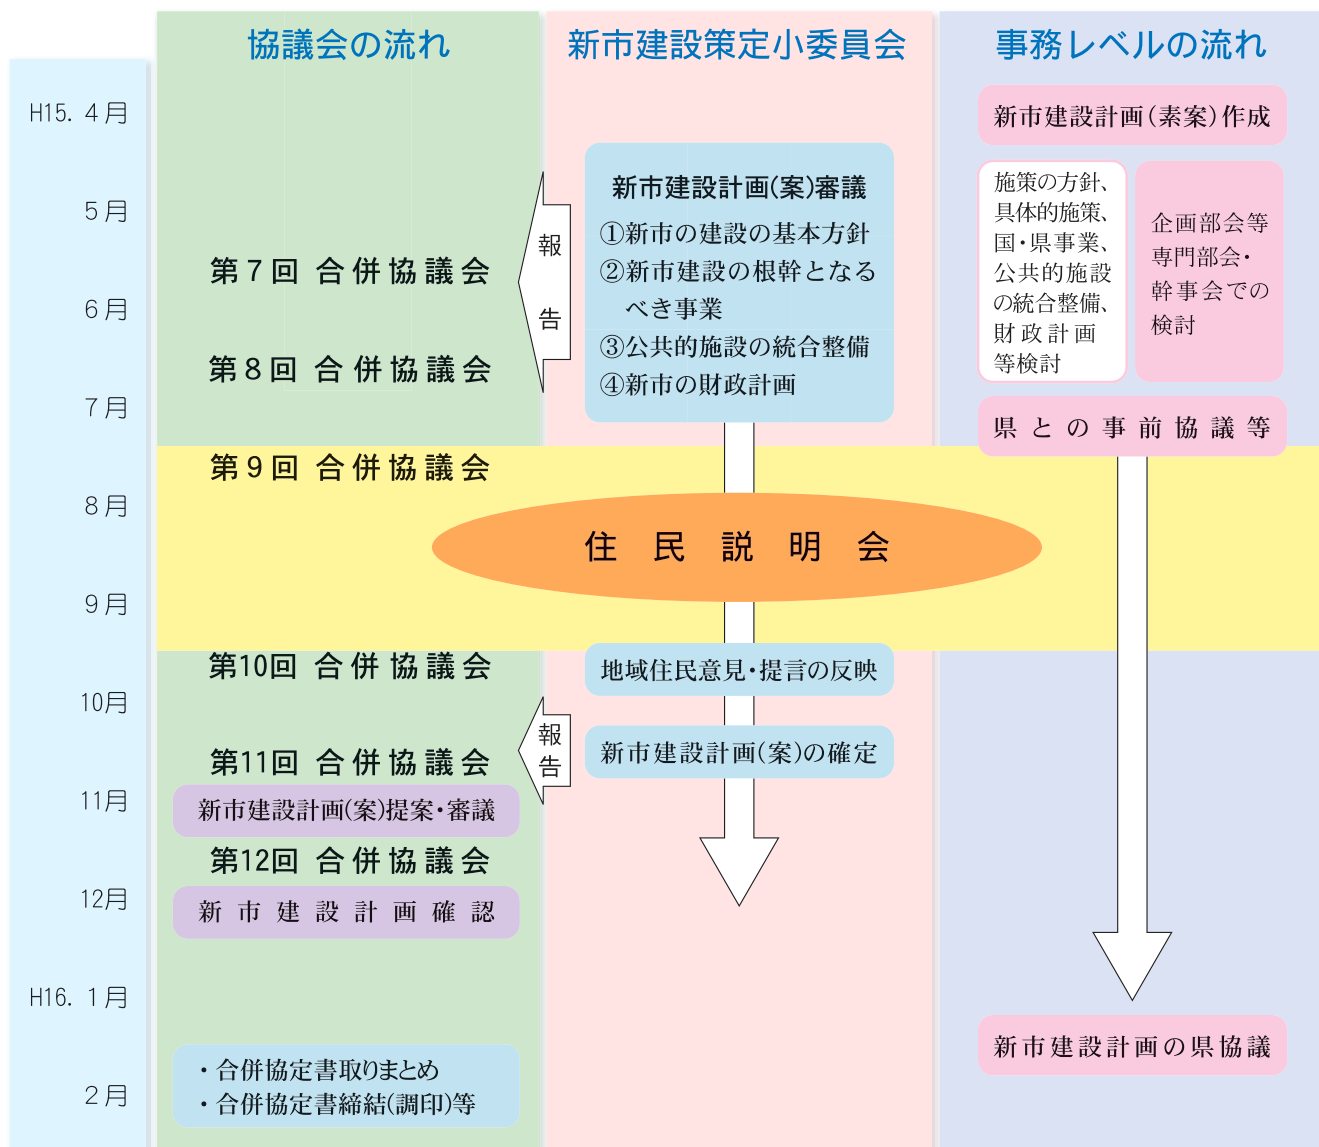 協議会の流れ
新市建設策定小委員会
事務レベルの流れ
H15. 4月
5月
6月
7月
8月
9月
10月
11月
12月
H16. 1月
2月
第7回 合併協議会
第8回 合併協議会
第9回 合併協議会
第10回 合併協議会
第11回 合併協議会
新市建設計画(案)提案・審議
第12回 合併協議会
新市建設計画確認
・合併協定書取りまとめ
・合併協定書締結(調印)等
報
告
報
告
新市建設計画(案)審議
①新市の建設の基本方針
②新市建設の根幹となる
べき事業
③公共的施設の統合整備
④新市の財政計画
住民説明会
地域住民意見・提言の反映
新市建設計画(案)の確定
新市建設計画(素案)作成
施策の方針、
具体的施策、
国・県事業、
公共的施設
の統合整備、
財政計画
等検討
企画部会等
専門部会・
幹事会での
検討
県との事前協議等
新市建設計画の県協議